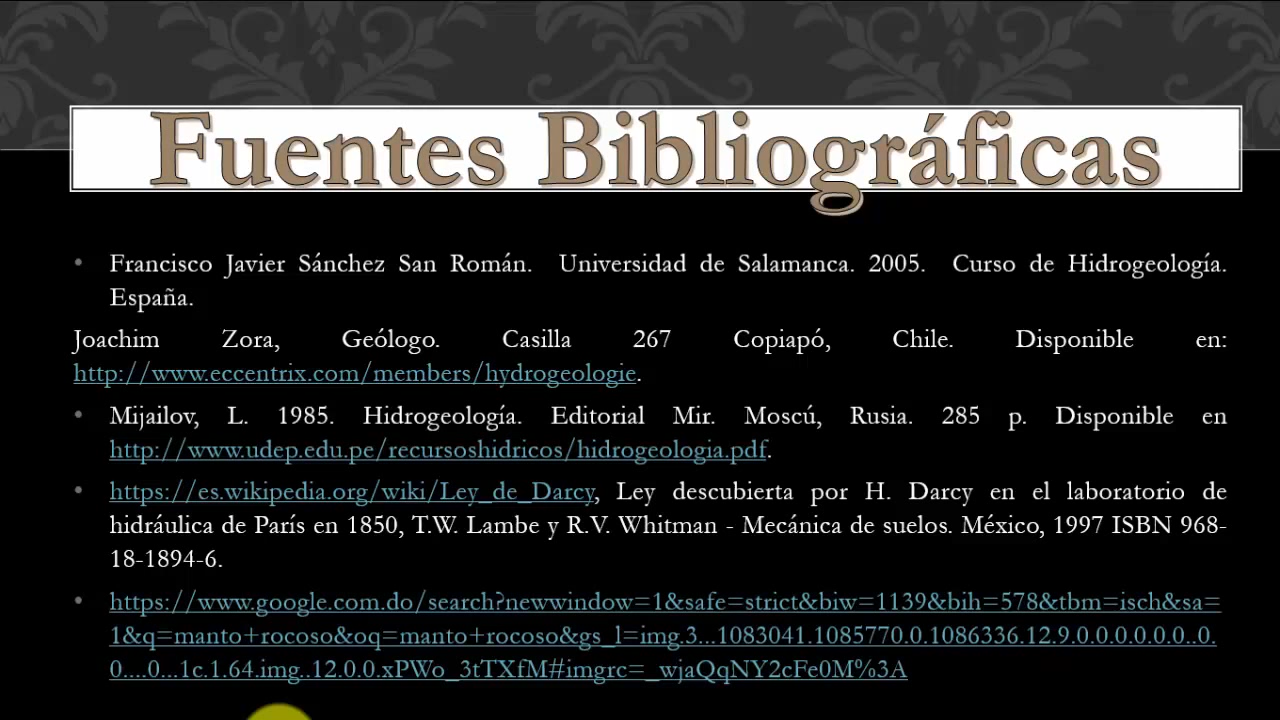 Fuentes Bibliográficas
• Francisco Javier Sánchez San Román. Universidad de Salamanca. 2005. Curso de Hidrogeología.
España.
Joachim Zora, Geólogo. Casilla 267 Copiapó, Chile. Disponible en:
http://www.eccentrix.com/members/hydrogeologie.
• Mijailov, L. 1985. Hidrogeología. Editorial Mir. Moscú, Rusia. 285 p. Disponible en
http://www.udep.edu.pe/recursoshidricos/hidrogeologia.pdf.
• https://es.wikipedia.org/wiki/Ley_de_Darcy, Ley descubierta por H. Darcy en el laboratorio de
hidráulica de París en 1850, T.W. Lambe y R.V. Whitman - Mecánica de suelos. México, 1997 ISBN 968-
18-1894-6.
• https://www.google.com.do/search?newwindow=1&safe=strict&biw=1139&bih=578&tbm=isch&sa=
1&q=manto+rocoso&oq=manto+rocoso&gs_l=img.3...1083041.1085770.0.1086336.12.9.0.0.0.0.0.0..0.
0....0...1c.1.64.img..12.0.0.xPWo_3tTXfM#imgrc=_wjaQqNY2cFe0M%3A